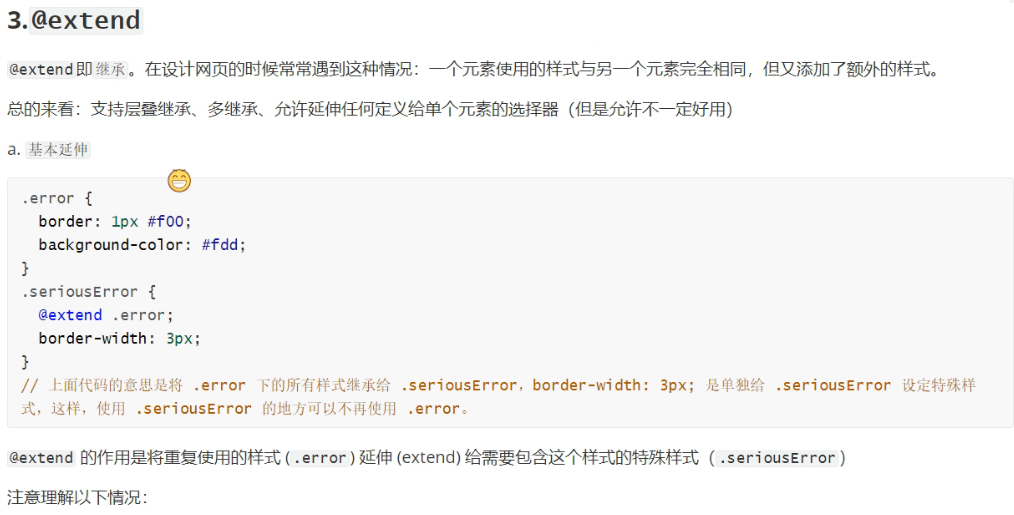 3.@extend
@extend即继承。在设计网页的时候常常遇到这种情况：一个元素使用的样式与另一个元素完全相同，但又添加了额外的样式。
总的来看：支持层叠继承、多继承、允许延伸任何定义给单个元素的选择器（但是允许不一定好用）
a. 基本延伸
.error {
  border: 1px #f00;
  background-color: #fdd;
}
.seriousError {
  @extend .error;
  border-width: 3px;
}
// 上面代码的意思是将 .error 下的所有样式继承给 .seriousError，border-width: 3px; 是单独给 .seriousError 设定特殊样
式，这样，使用 .seriousError 的地方可以不再使用 .error。
@extend 的作用是将重复使用的样式 (.error) 延伸 (extend) 给需要包含这个样式的特殊样式（.seriousError）
注意理解以下情况：